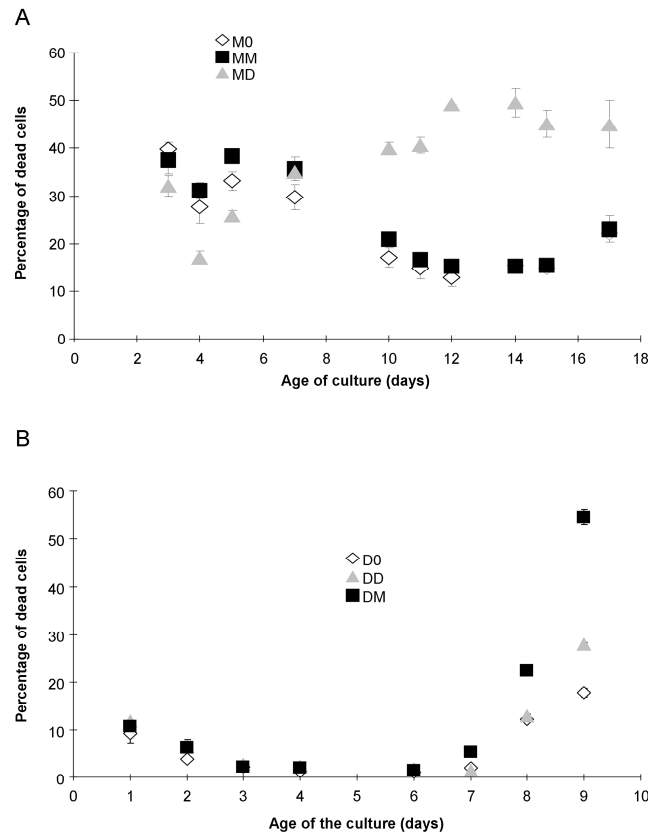 A
M0
MM
MD
60
50
40
30
20
10
0
Percentage of dead cells
0 2 4 6 8 10 12 14 16 18
Age of culture (days)
B
D0
DD
DM
60
50
40
30
20
10
0
Percentage of dead cells
0 1 2 3 4 5 6 7 8 9 10
Age of the culture (days)